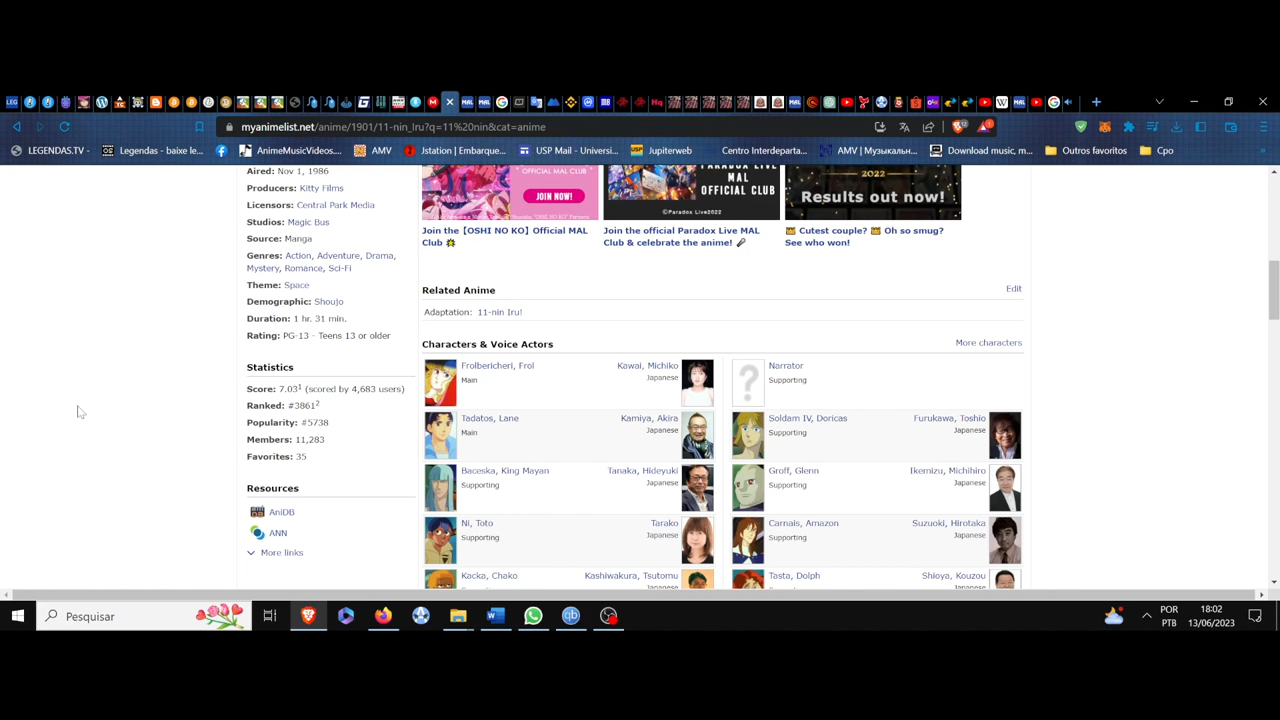 myanimelist.net/anime/1901/11-nin_Iru?q=11%20nin&cat=anime
LEGENDAS.TV - Legendas - baixe le... AnimeMusicVideos.... AMV Jstation | Embarque... USP Mail - Universi... Jupiterweb Centro Interdeparta... AMV | Музыкальн... Download music, m... Outros favoritos Cpo
Aired: Nov 1, 1986
Producers: Kitty Films
Licensors: Central Park Media
Studios: Magic Bus
Source: Manga
Genres: Action, Adventure, Drama,
Mystery, Romance, Sci-Fi
Theme: Space
Demographic: Shoujo
Duration: 1 hr. 31 min.
Rating: PG-13 - Teens 13 or older
Statistics
Score: 7.03¹ (scored by 4,683 users)
Ranked: #3861²
Popularity: #5738
Members: 11,283
Favorites: 35
Resources
AniDB
ANN
More links
OFFICIAL MAL CLUB
JOIN NOW!
PARADOX LIVE
MAL
OFFICIAL CLUB
©Paradox Live2022
2022
Results out now!
Join the【OSHI NO KO】Official MAL
Club
Join the official Paradox Live MAL
Club & celebrate the anime!
Cutest couple? Oh so smug?
See who won!
Related Anime Edit
Adaptation: 11-nin Iru!
Characters & Voice Actors More characters
Frolbericheri, Frol Kawai, Michiko
Main Japanese
Narrator
Supporting
Tadatos, Lane Kamiya, Akira
Main Japanese
Soldam IV, Doricas Furukawa, Toshio
Supporting Japanese
Baceska, King Mayan Tanaka, Hideyuki
Supporting Japanese
Groff, Glenn Ikemizu, Michihiro
Supporting Japanese
Ni, Toto Tarako
Supporting Japanese
Carnais, Amazon Suzuoki, Hirotaka
Supporting Japanese
Kacka, Chako Kashiwakura, Tsutomu
Tasta, Dolph Shioya, Kouzou
Pesquisar
POR
PTB
18:02
13/06/2023